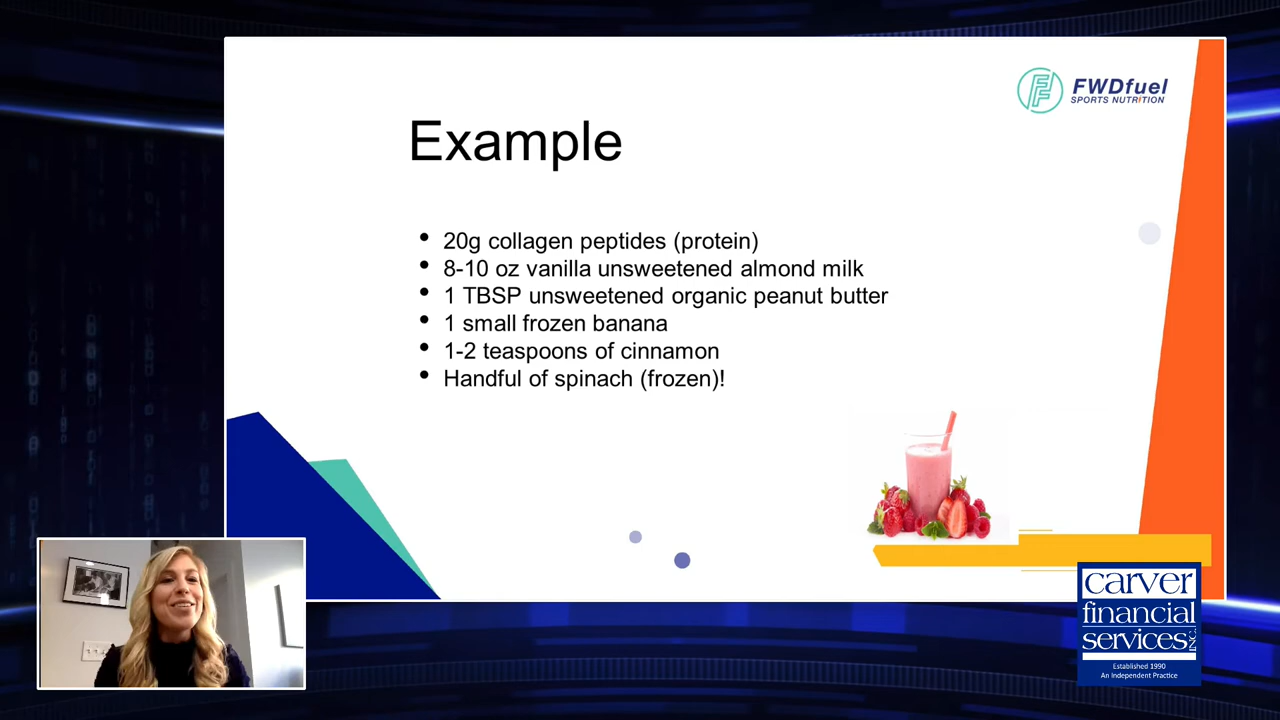 FWDfuel
SPORTS NUTRITION
Example
• 20g collagen peptides (protein)
• 8-10 oz vanilla unsweetened almond milk
• 1 TBSP unsweetened organic peanut butter
• 1 small frozen banana
• 1-2 teaspoons of cinnamon
• Handful of spinach (frozen)!
carver
financial
services INC.
Established 1990
An Independent Practice